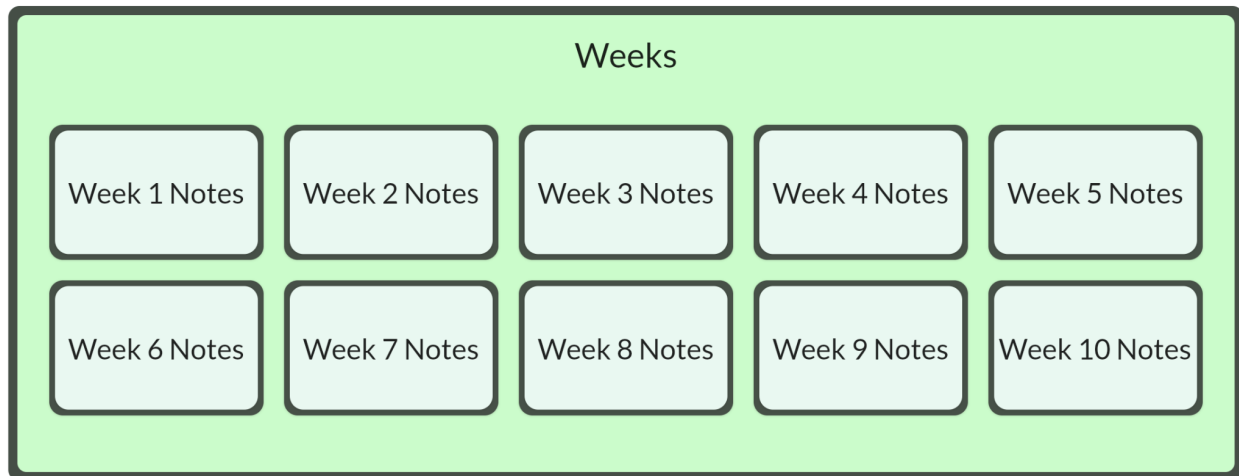 Weeks
Week 1 Notes
Week 2 Notes
Week 3 Notes
Week 4 Notes
Week 5 Notes
Week 6 Notes
Week 7 Notes
Week 8 Notes
Week 9 Notes
Week 10 Notes